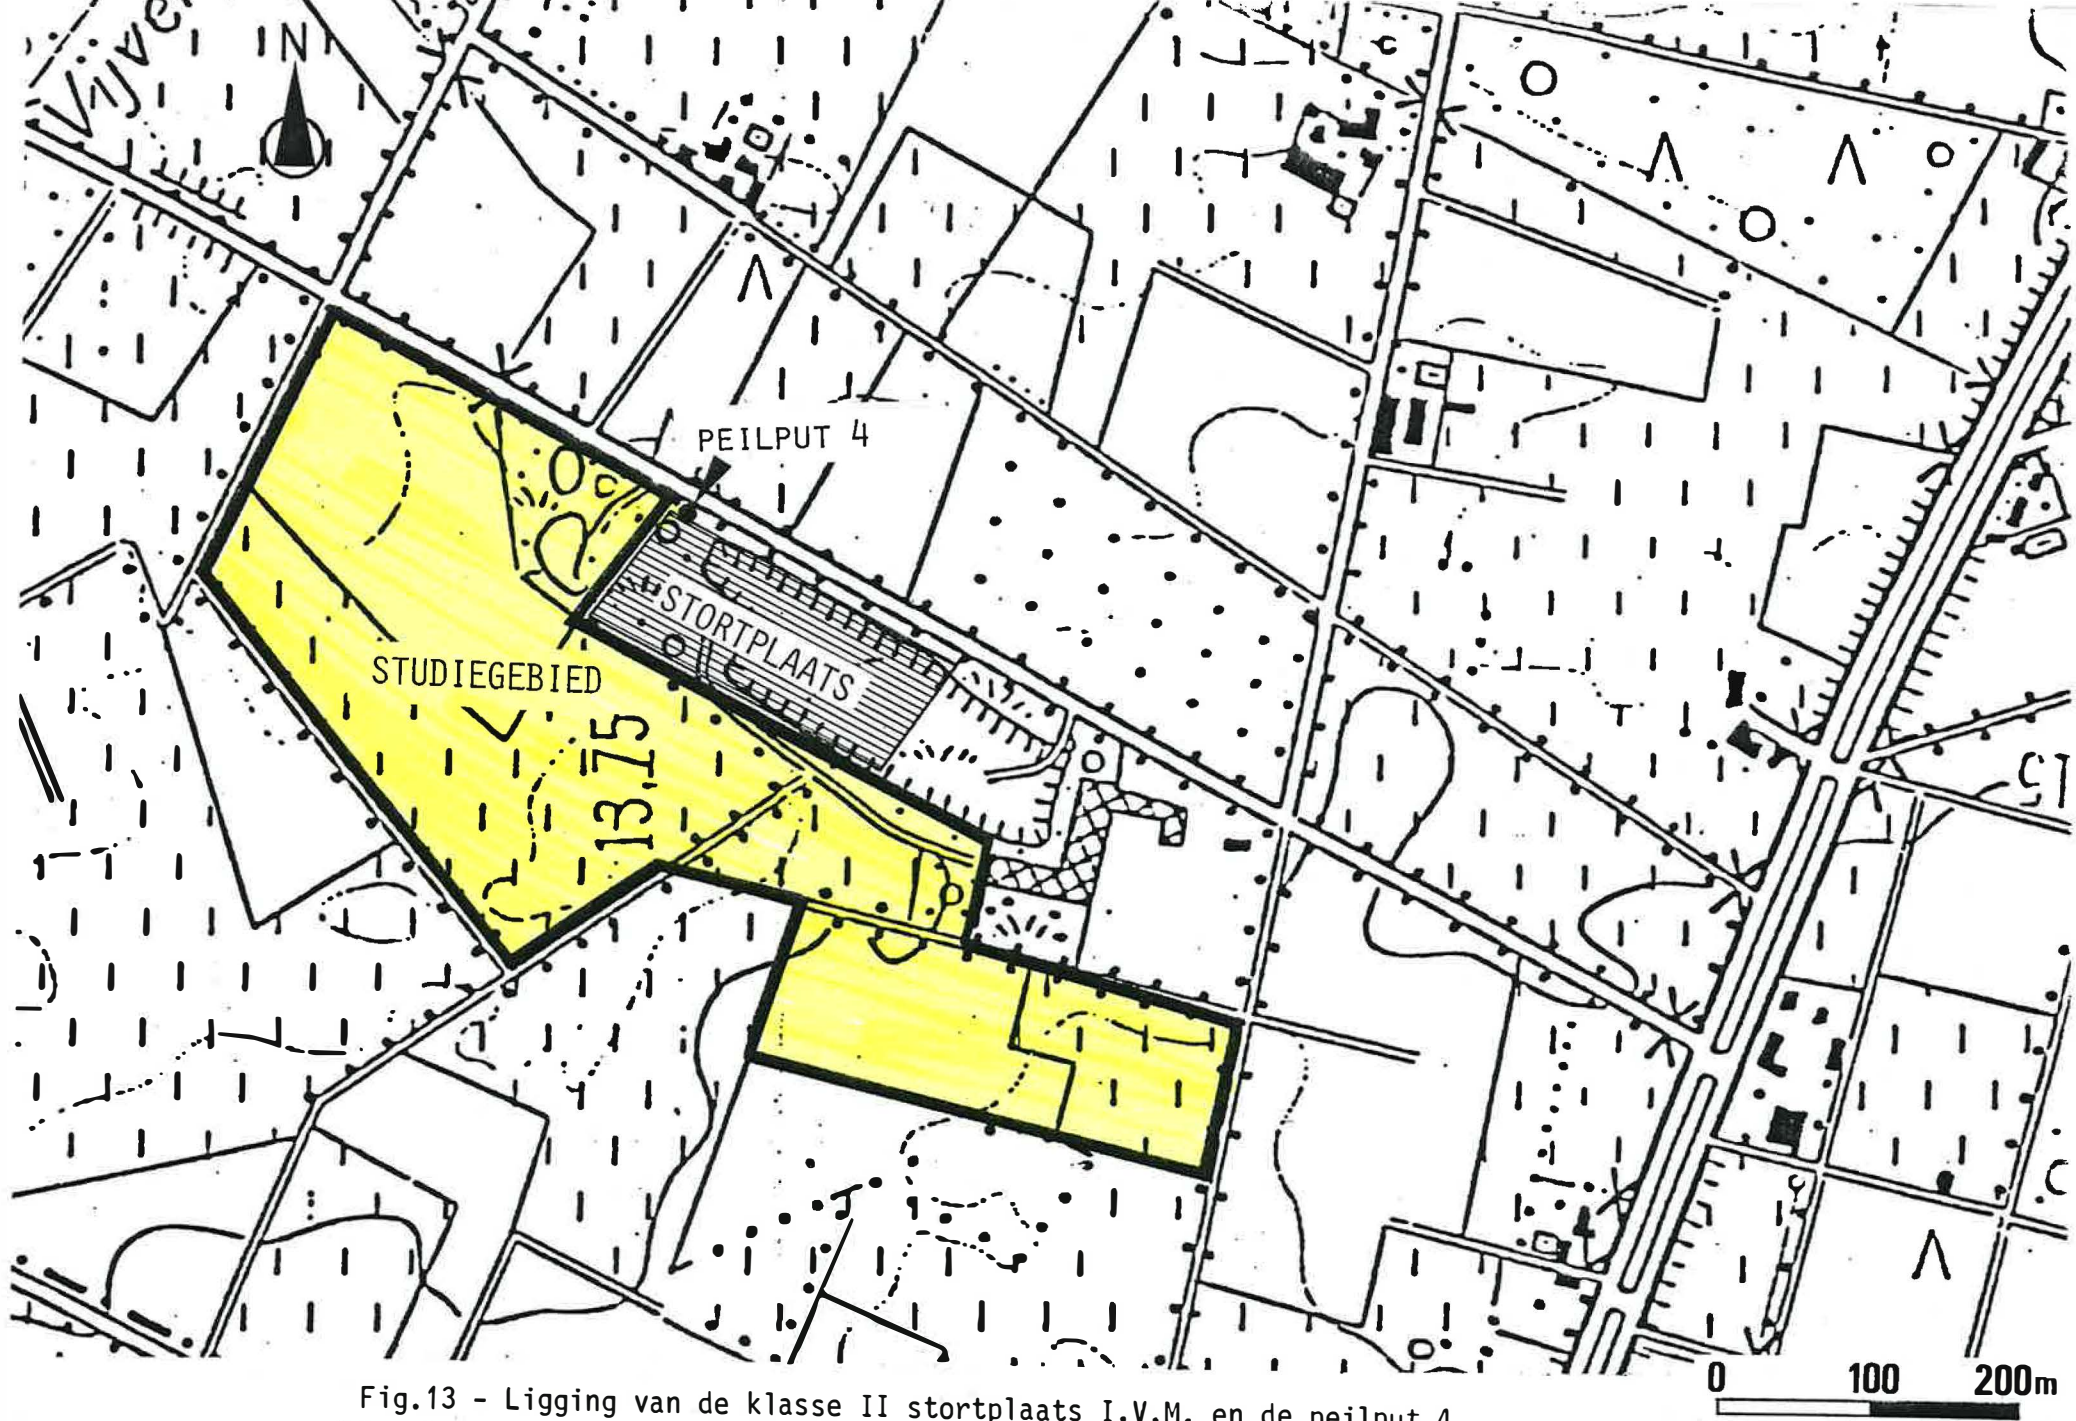 Vijver
N
PEILPUT 4
STORTPLAATS
STUDIEGEBIED
13,75
15
0 100 200m
Fig.13 - Ligging van de klasse II stortplaats I.V.M. en de peilput 4